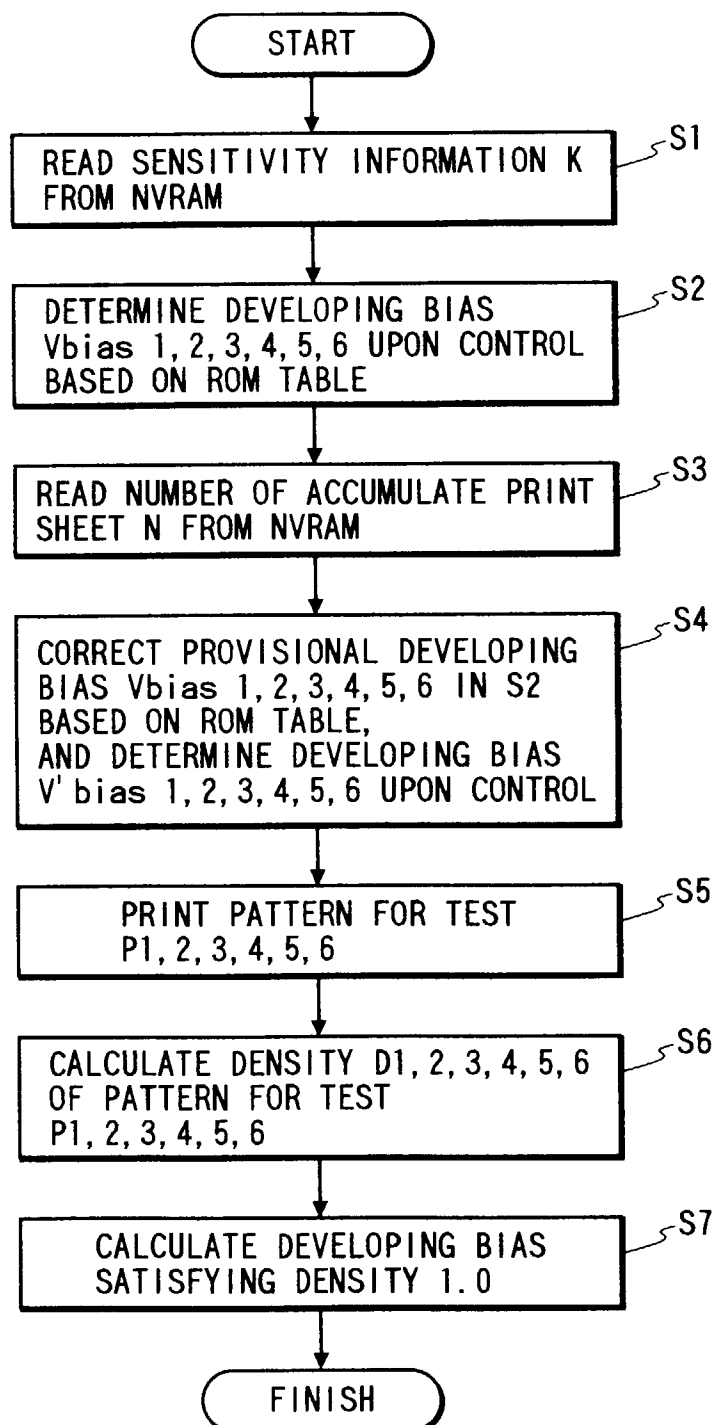 START
S1
READ SENSITIVITY INFORMATION K
FROM NVRAM
S2
DETERMINE DEVELOPING BIAS
Vbias 1, 2, 3, 4, 5, 6 UPON CONTROL
BASED ON ROM TABLE
S3
READ NUMBER OF ACCUMULATE PRINT
SHEET N FROM NVRAM
S4
CORRECT PROVISIONAL DEVELOPING
BIAS Vbias 1, 2, 3, 4, 5, 6 IN S2
BASED ON ROM TABLE,
AND DETERMINE DEVELOPING BIAS
V' bias 1, 2, 3, 4, 5, 6 UPON CONTROL
S5
PRINT PATTERN FOR TEST
P1, 2, 3, 4, 5, 6
S6
CALCULATE DENSITY D1, 2, 3, 4, 5, 6
OF PATTERN FOR TEST
P1, 2, 3, 4, 5, 6
S7
CALCULATE DEVELOPING BIAS
SATISFYING DENSITY 1.0
FINISH